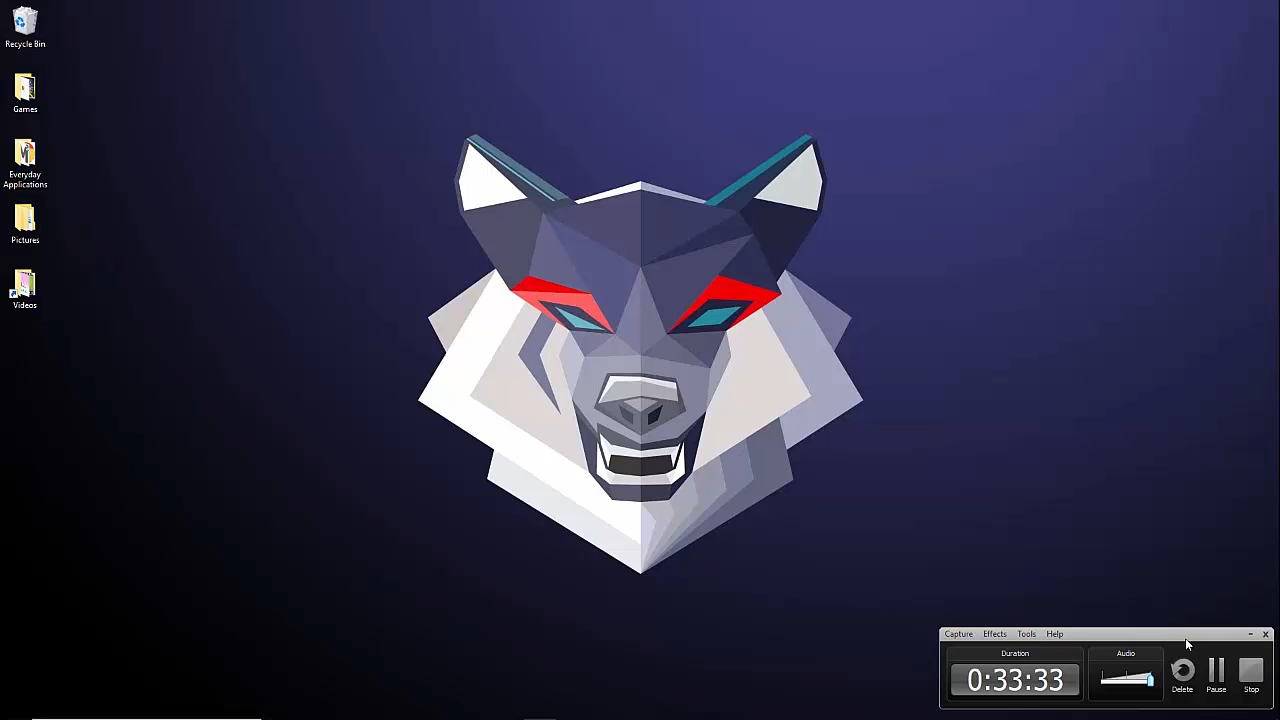 Recycle Bin
Games
Everyday
Applications
Pictures
Videos
Capture Effects Tools Help
Duration
Audio
0:33:33
Delete
Pause
Stop